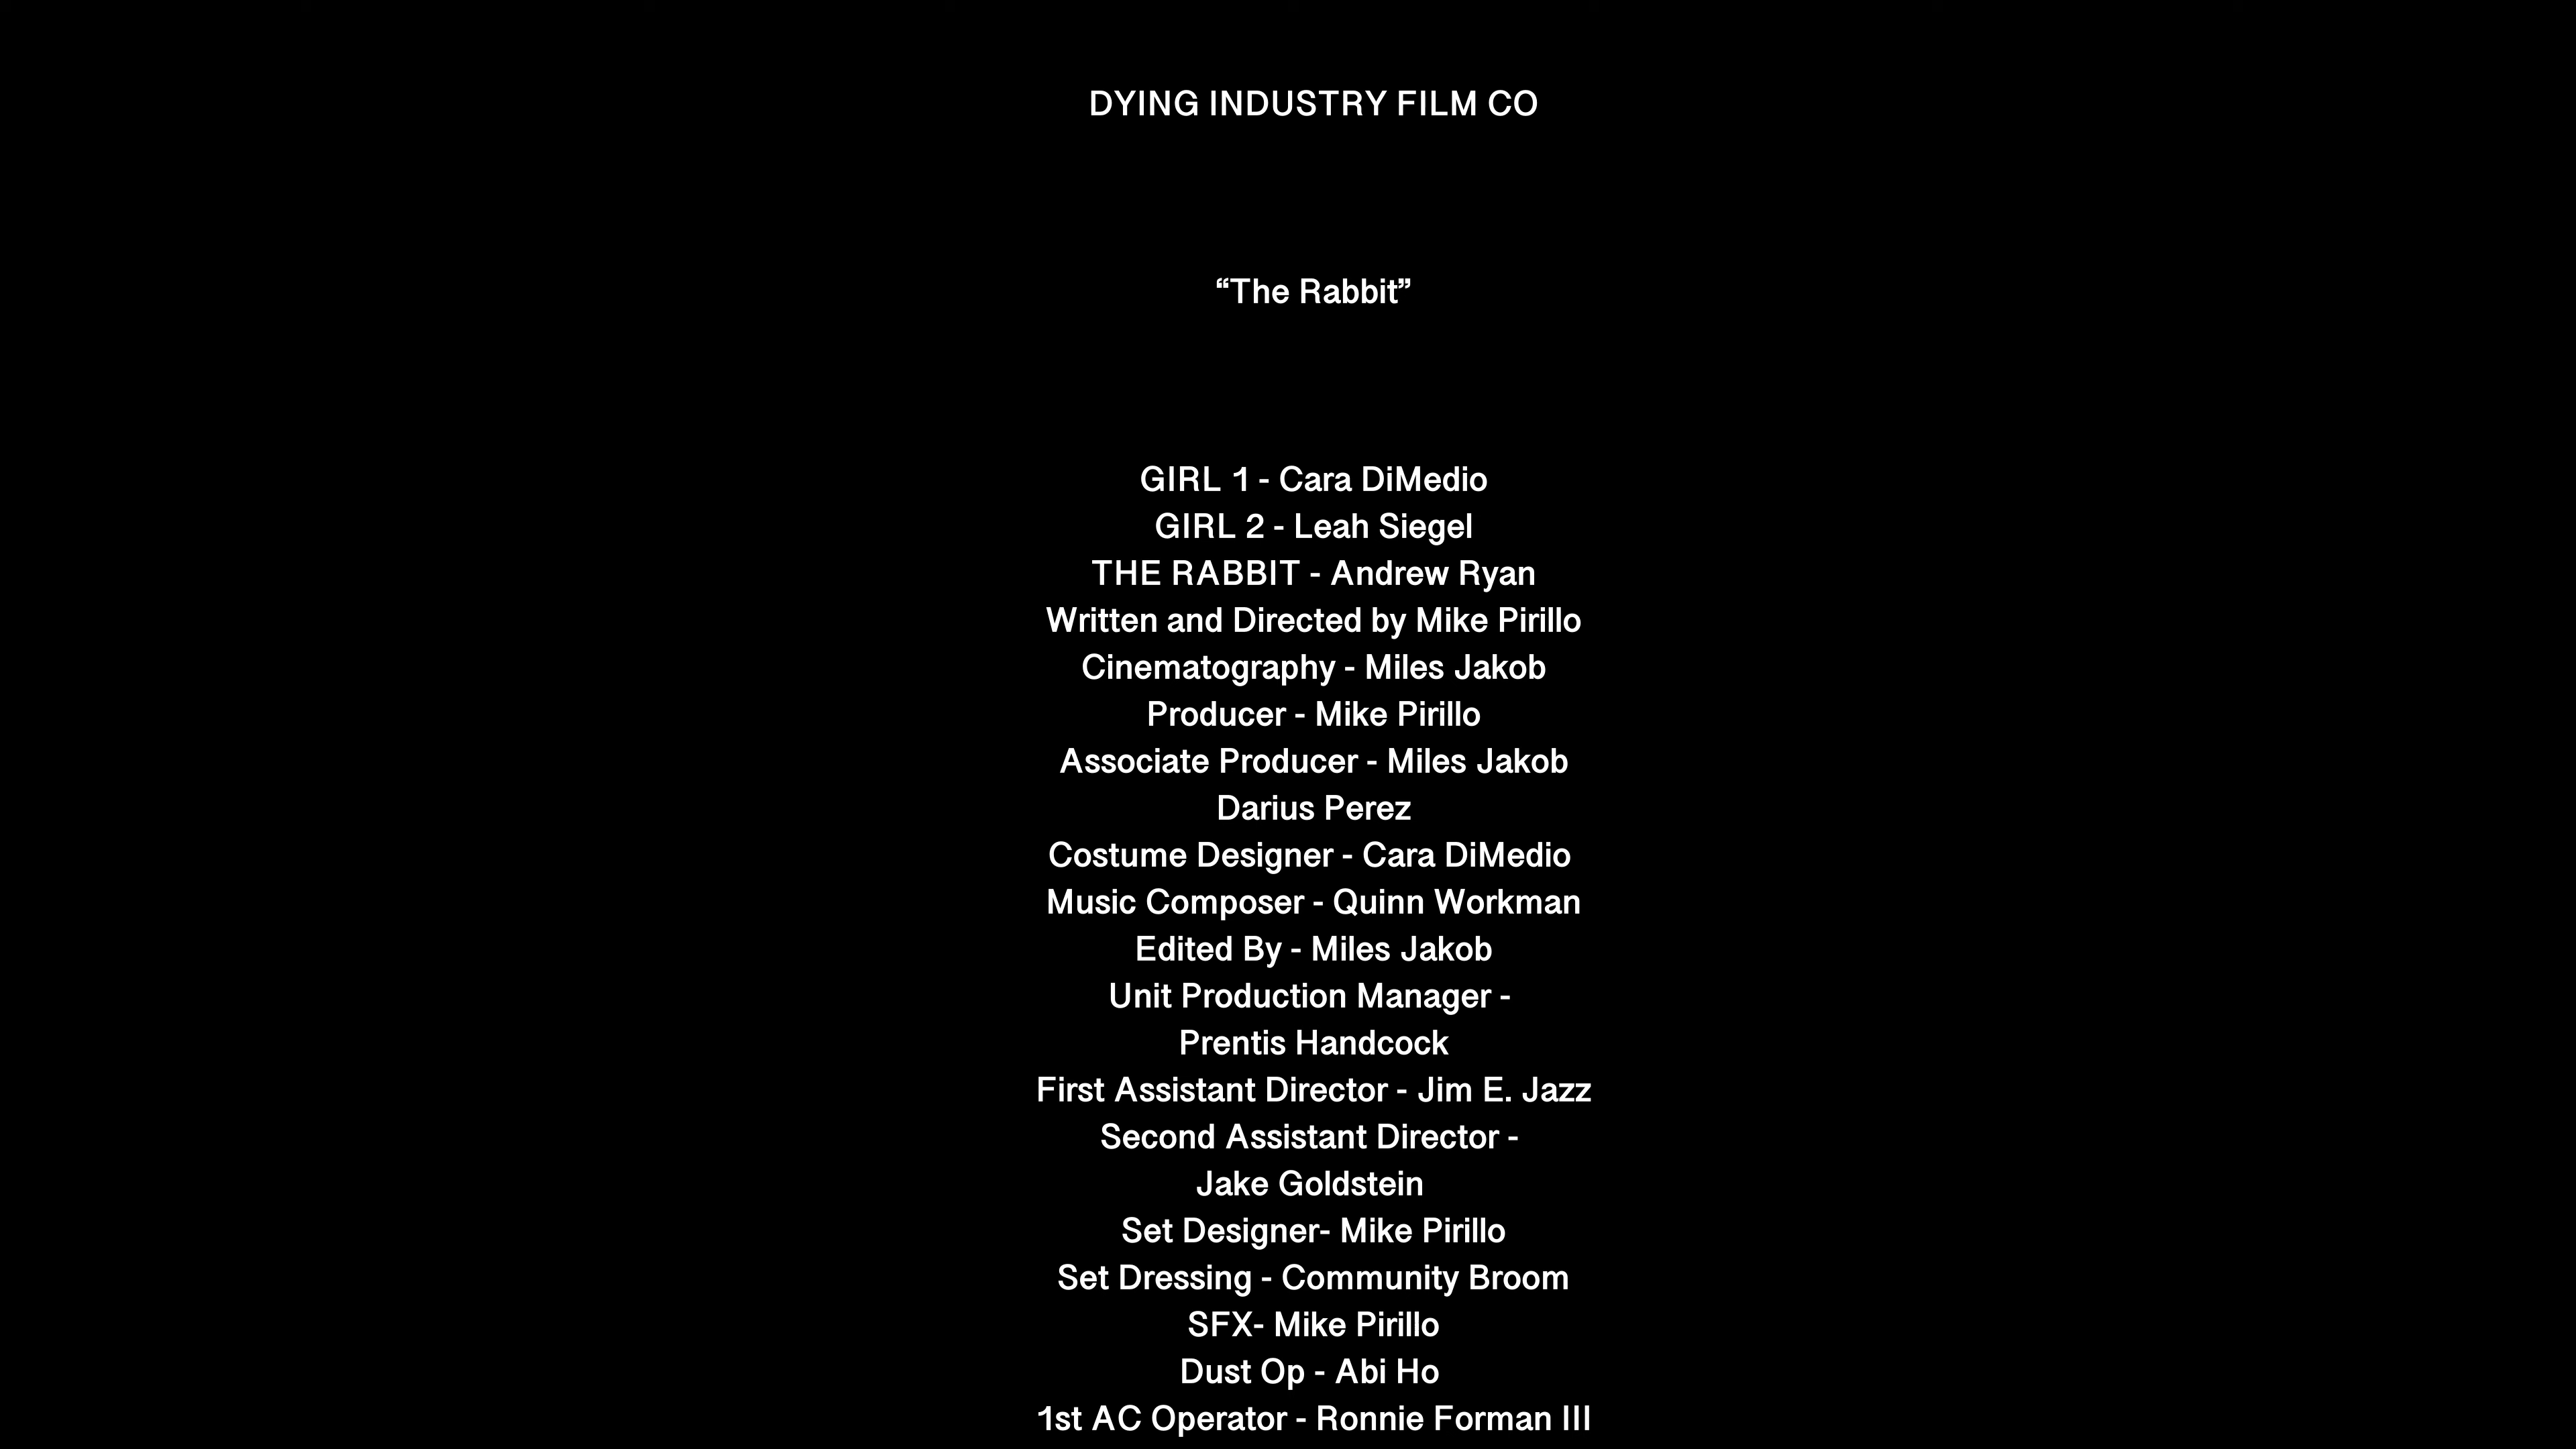 DYING INDUSTRY FILM CO
“The Rabbit”
GIRL 1 - Cara DiMedio
GIRL 2 - Leah Siegel
THE RABBIT - Andrew Ryan
Written and Directed by Mike Pirillo
Cinematography - Miles Jakob
Producer - Mike Pirillo
Associate Producer - Miles Jakob
Darius Perez
Costume Designer - Cara DiMedio
Music Composer - Quinn Workman
Edited By - Miles Jakob
Unit Production Manager -
Prentis Handcock
First Assistant Director - Jim E. Jazz
Second Assistant Director -
Jake Goldstein
Set Designer- Mike Pirillo
Set Dressing - Community Broom
SFX- Mike Pirillo
Dust Op - Abi Ho
1st AC Operator - Ronnie Forman III